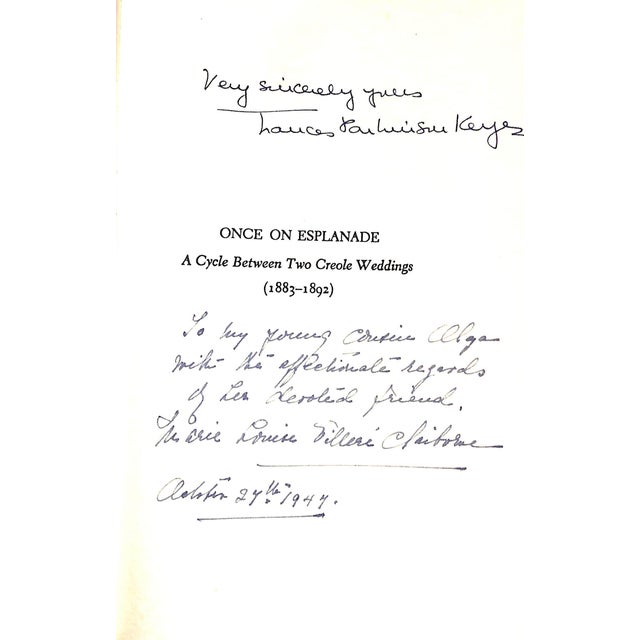 Very sincerely yours
Frances Parkinson Keyes
ONCE ON ESPLANADE
A Cycle Between Two Creole Weddings
(1883–1892)
To my young cousin Olga
with the affectionate regards
of her devoted friend,
Marie Louise Villeré Claiborne
October 27th 1947.